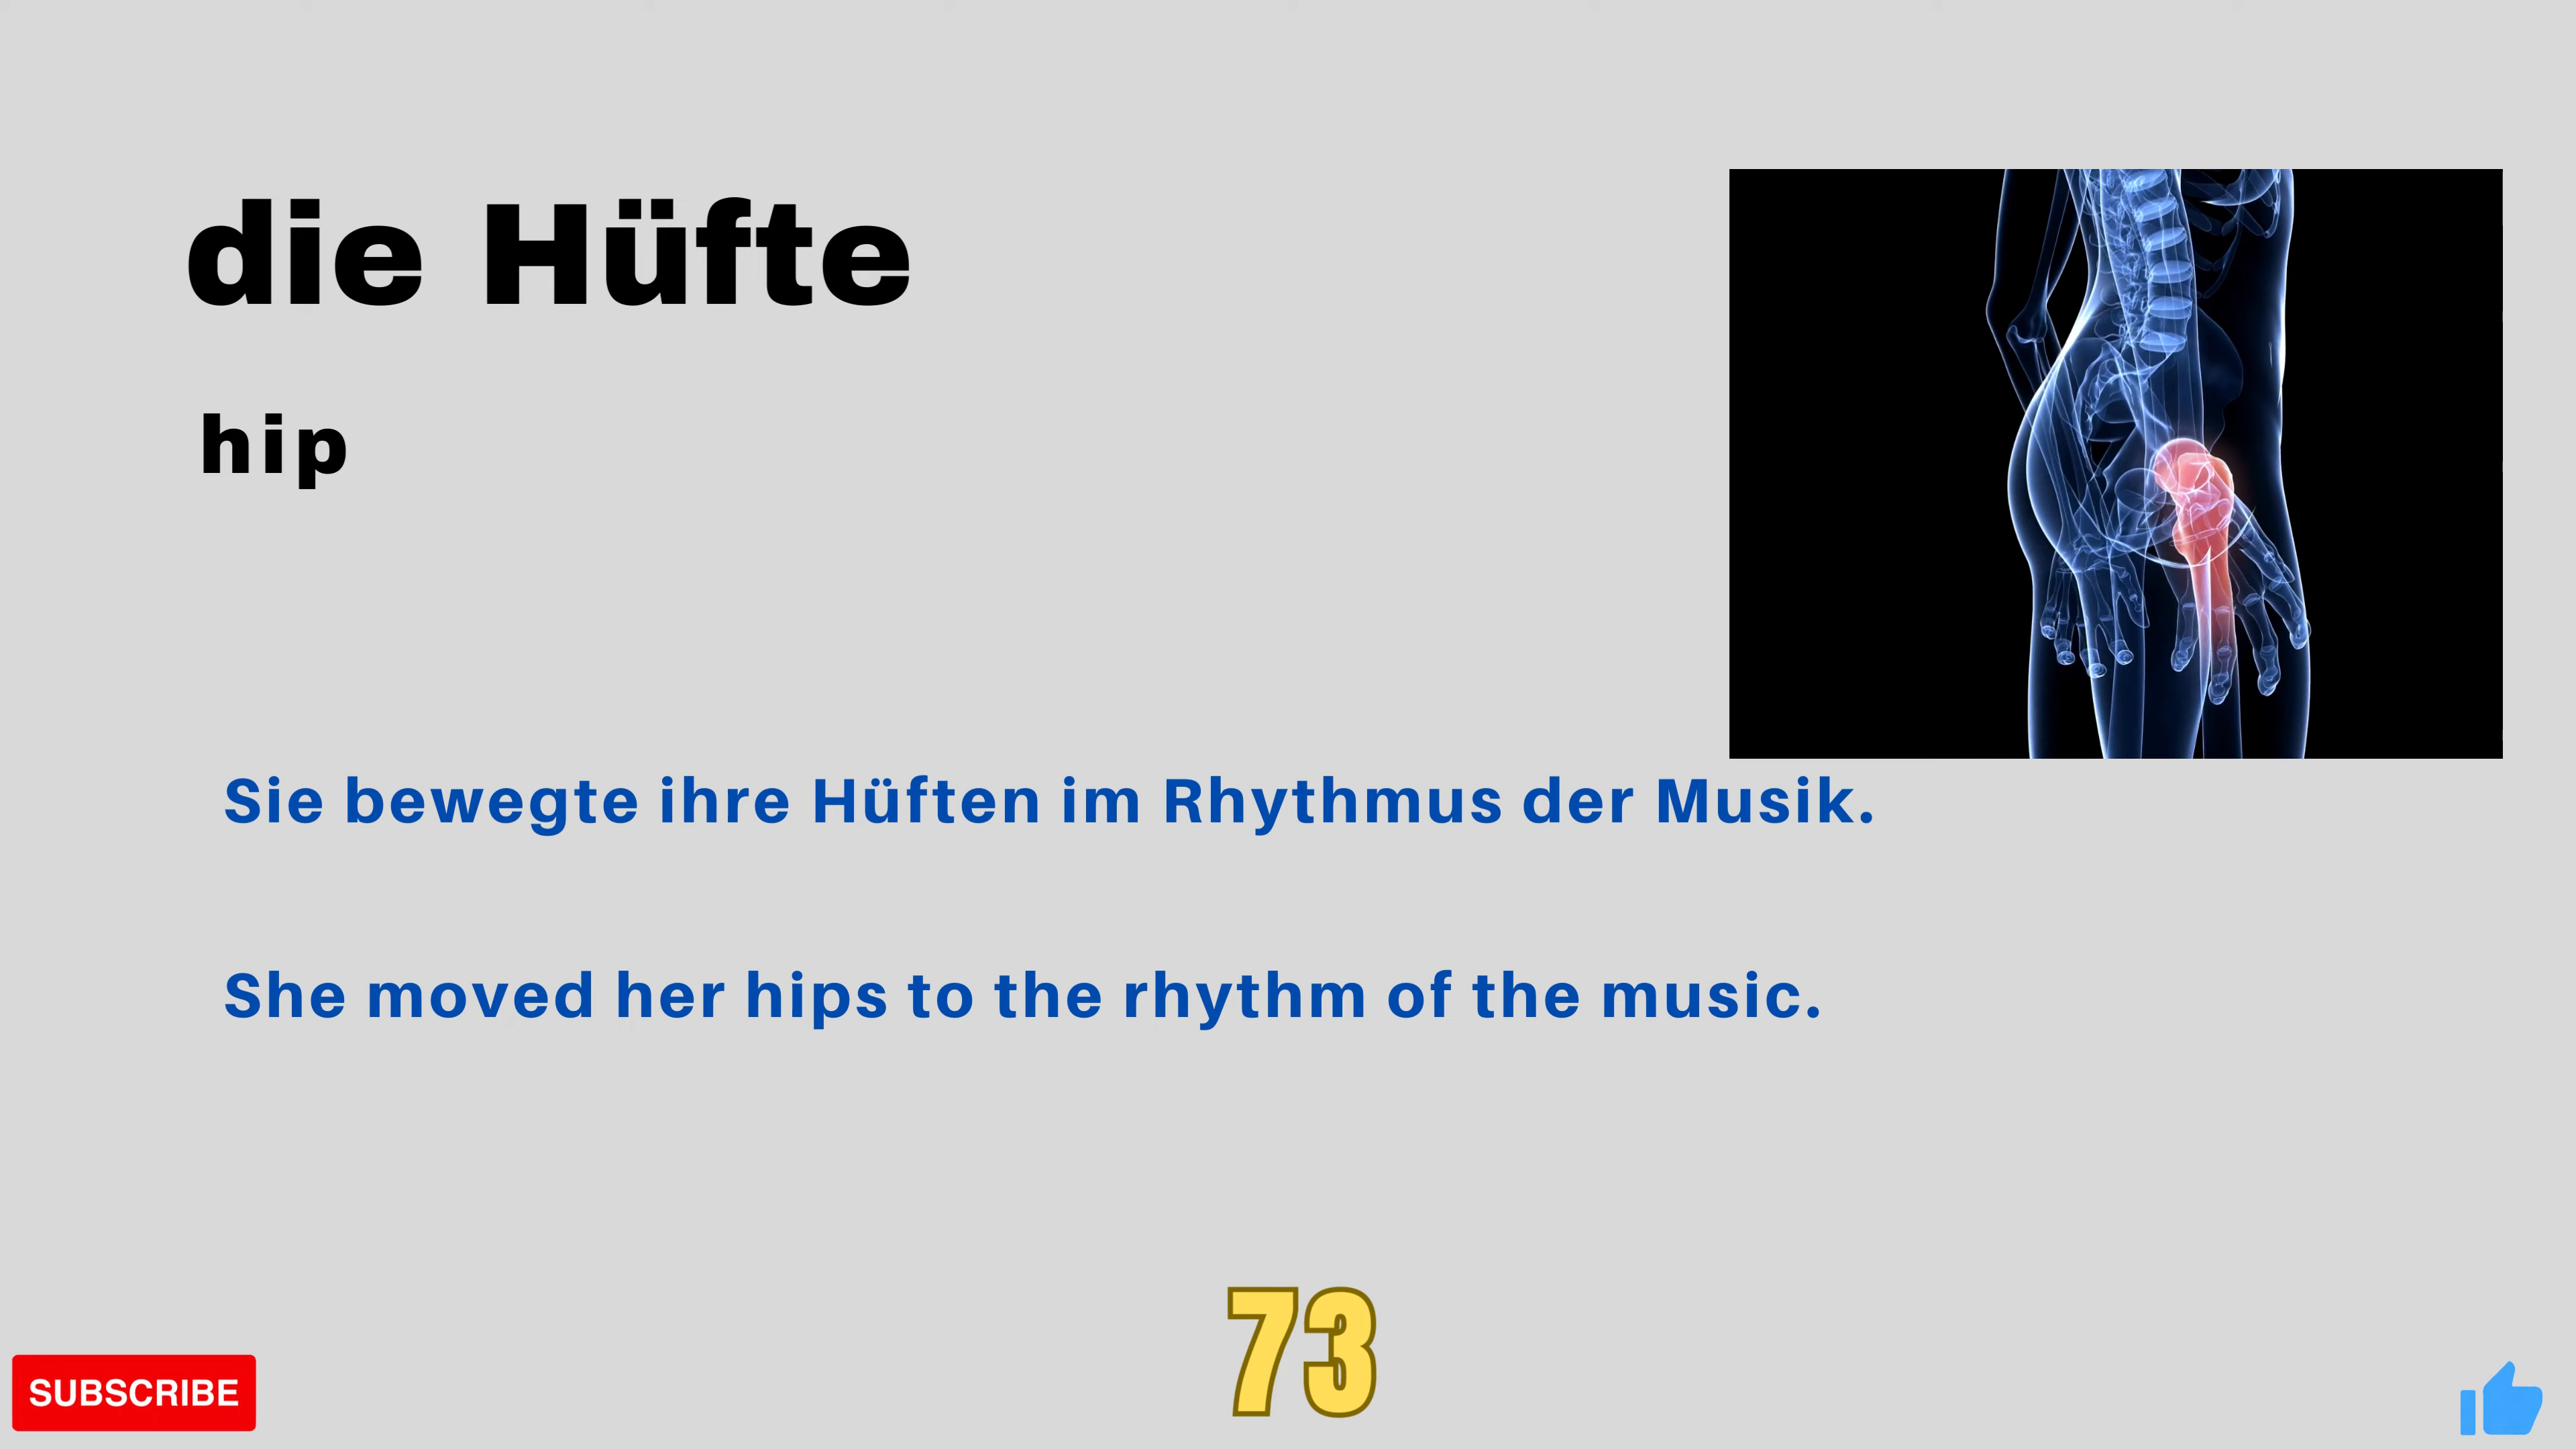 die Hüfte
hip
Sie bewegte ihre Hüften im Rhythmus der Musik.
She moved her hips to the rhythm of the music.
73
SUBSCRIBE